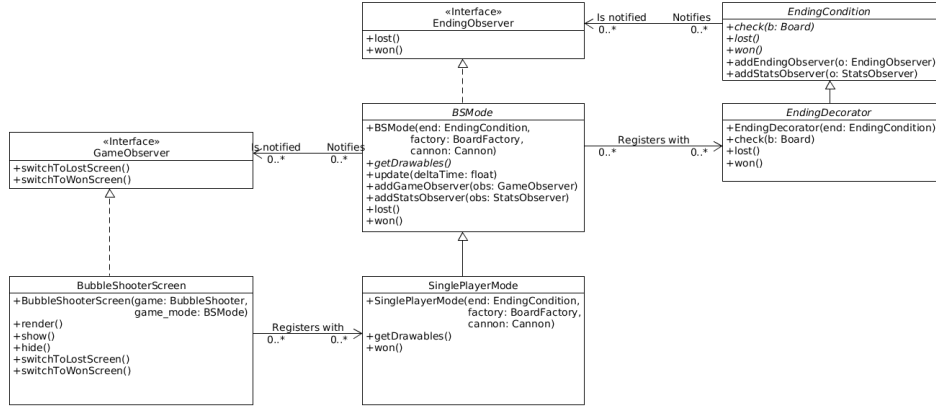 «Interface»
EndingObserver
+lost()
+won()
Is notified
Notifies
0..*
0..*
EndingCondition
+check(b: Board)
+lost()
+won()
+addEndingObserver(o: EndingObserver)
+addStatsObserver(o: StatsObserver)
«Interface»
GameObserver
+switchToLostScreen()
+switchToWonScreen()
Is notified
Notifies
0..*
0..*
BSMode
+BSMode(end: EndingCondition,
factory: BoardFactory,
cannon: Cannon)
+getDrawables()
+update(deltaTime: float)
+addGameObserver(obs: GameObserver)
+addStatsObserver(obs: StatsObserver)
+lost()
+won()
Registers with
0..*
0..*
EndingDecorator
+EndingDecorator(end: EndingCondition)
+check(b: Board)
+lost()
+won()
BubbleShooterScreen
+BubbleShooterScreen(game: BubbleShooter,
game_mode: BSMode)
+render()
+show()
+hide()
+switchToLostScreen()
+switchToWonScreen()
Registers with
0..*
0..*
SinglePlayerMode
+SinglePlayerMode(end: EndingCondition,
factory: BoardFactory,
cannon: Cannon)
+getDrawables()
+won()